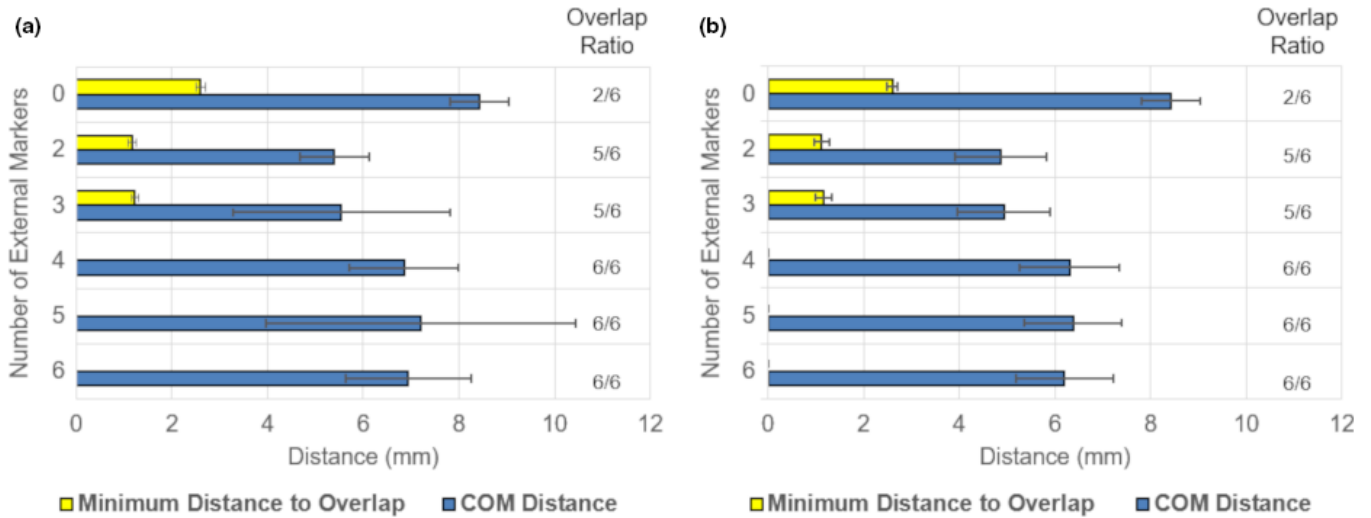 (a)
Overlap
Ratio
Number of External Markers
0
2/6
2
5/6
3
5/6
4
6/6
5
6/6
6
6/6
0 2 4 6 8 10 12
Distance (mm)
Minimum Distance to Overlap COM Distance
(b)
Overlap
Ratio
Number of External Markers
0
2/6
2
5/6
3
5/6
4
6/6
5
6/6
6
6/6
0 2 4 6 8 10 12
Distance (mm)
Minimum Distance to Overlap COM Distance